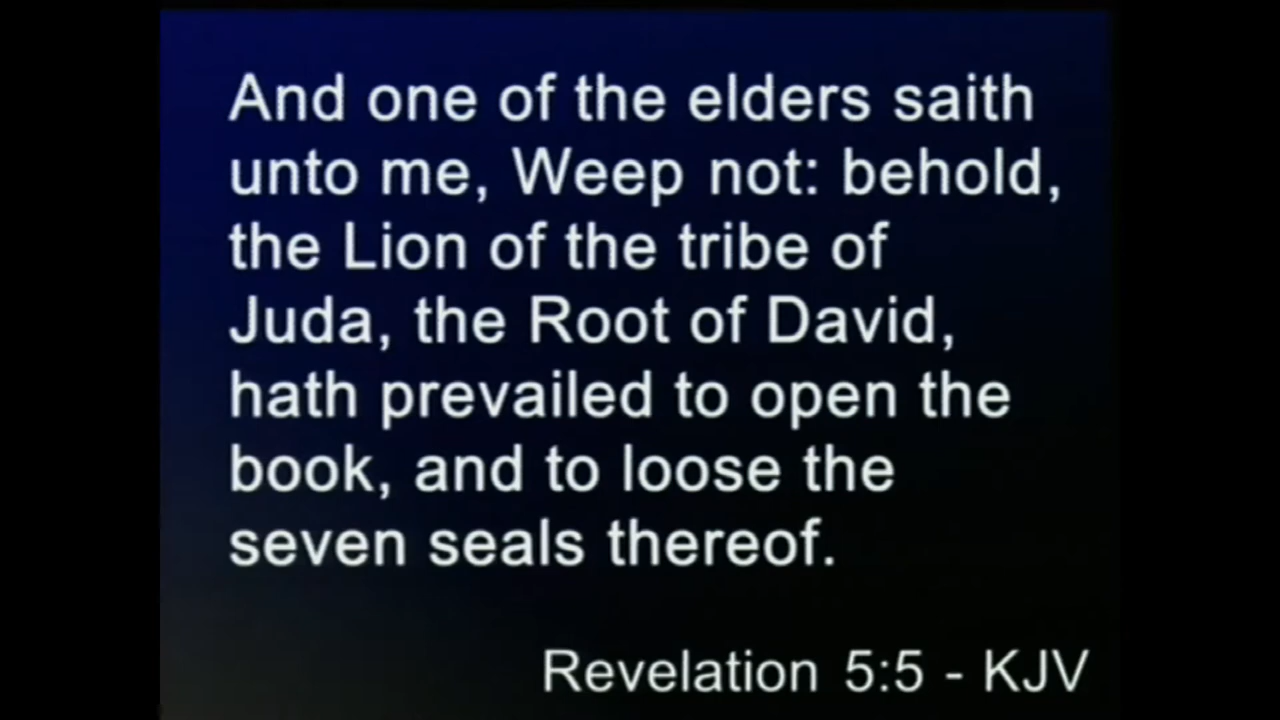 And one of the elders saith
unto me, Weep not: behold,
the Lion of the tribe of
Juda, the Root of David,
hath prevailed to open the
book, and to loose the
seven seals thereof.
Revelation 5:5 - KJV